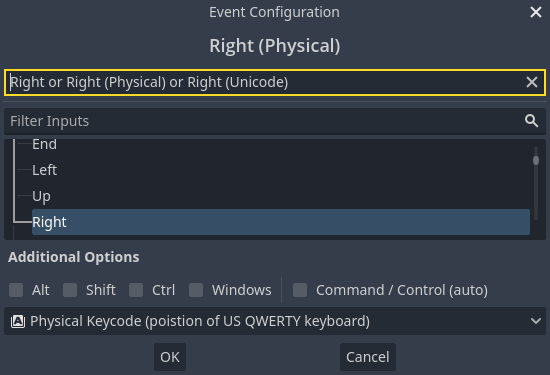 Event Configuration
Right (Physical)
Right or Right (Physical) or Right (Unicode)
Filter Inputs
End
Left
Up
Right
Additional Options
Alt Shift Ctrl Windows Command / Control (auto)
Physical Keycode (poistion of US QWERTY keyboard)
OK Cancel